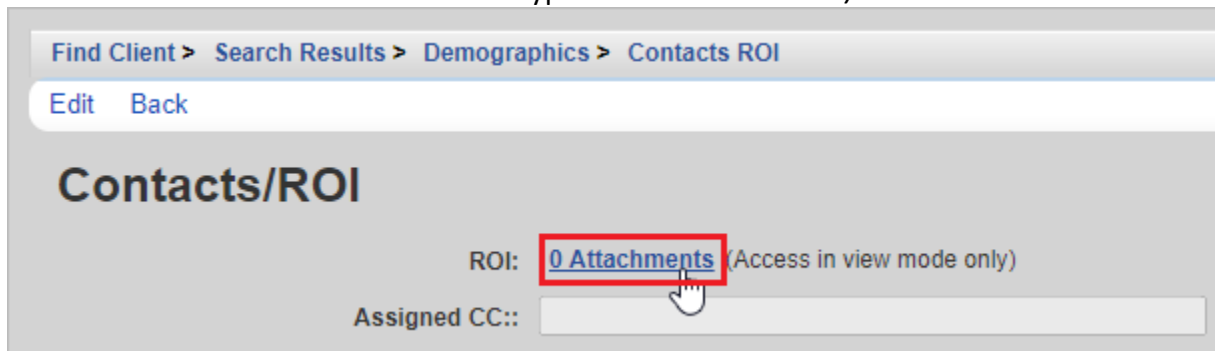 Find Client > Search Results > Demographics > Contacts ROI
Edit Back
Contacts/ROI
ROI: 0 Attachments (Access in view mode only)
Assigned CC::